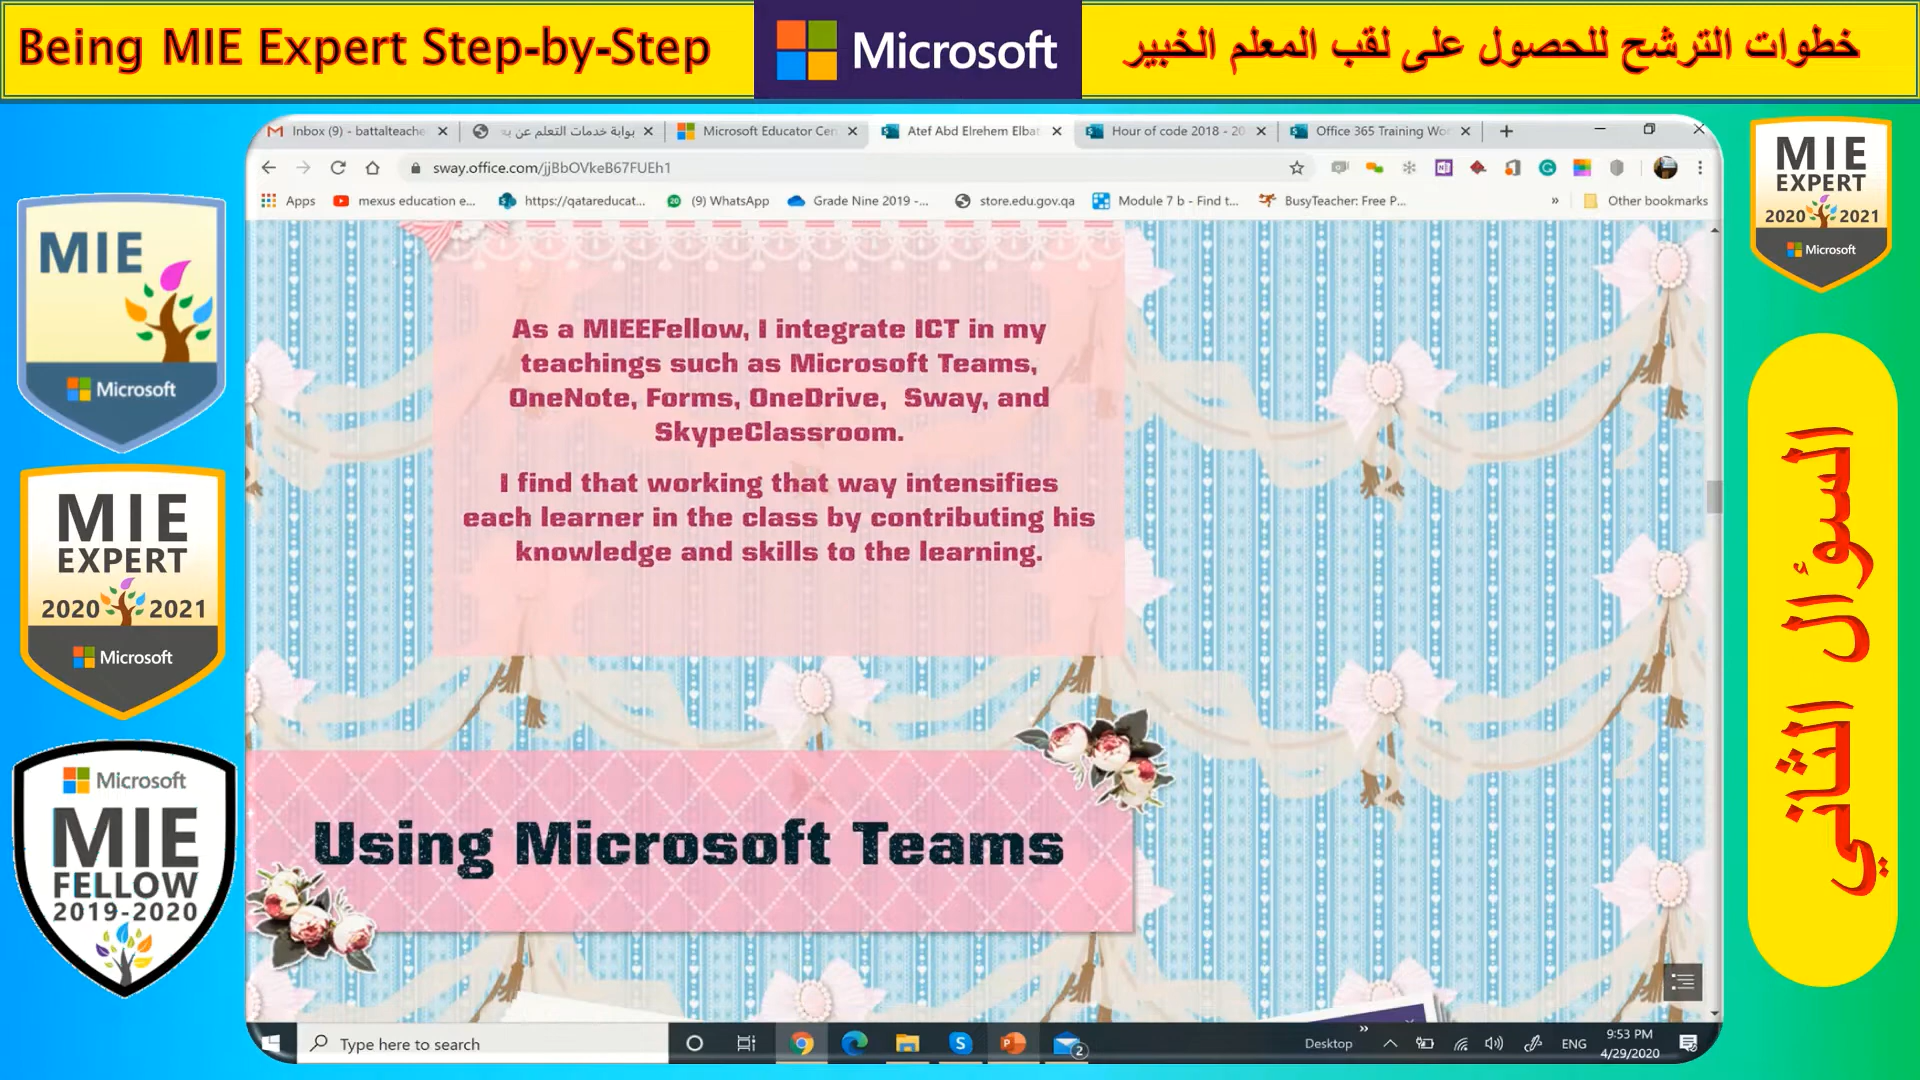 Being MIE Expert Step-by-Step
Microsoft
خطوات الترشح للحصول على لقب المعلم الخبير
Inbox (9) - battalteache
بوابة خدمات التعلم عن بـ
Microsoft Educator Cen
Atef Abd Elrehem Elbat
Hour of code 2018 - 20
Office 365 Training Wor
sway.office.com/jjBbOVkeB67FUEh1
Apps
mexus education e...
https://qatareducat...
(9) WhatsApp
Grade Nine 2019 -...
store.edu.gov.qa
Module 7 b - Find t...
BusyTeacher: Free P...
»
Other bookmarks
As a MIEEFellow, I integrate ICT in my
teachings such as Microsoft Teams,
OneNote, Forms, OneDrive, Sway, and
SkypeClassroom.
I find that working that way intensifies
each learner in the class by contributing his
knowledge and skills to the learning.
Using Microsoft Teams
MIE
Microsoft
MIE
EXPERT
2020 2021
Microsoft
Microsoft
MIE
FELLOW
2019-2020
MIE
EXPERT
2020 2021
Microsoft
السؤال الثاني
Type here to search
2
Desktop
»
ENG
9:53 PM
4/29/2020